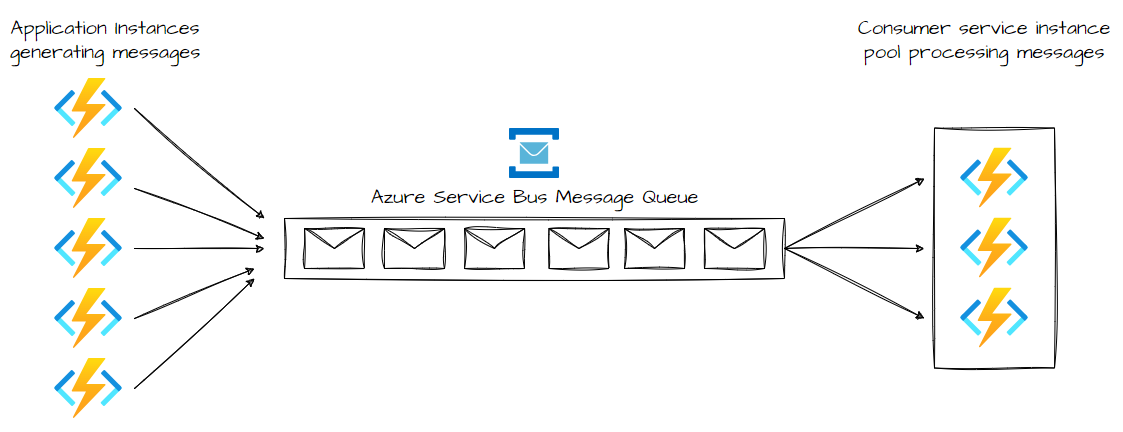 Application Instances
generating messages
Consumer service instance
pool processing messages
Azure Service Bus Message Queue